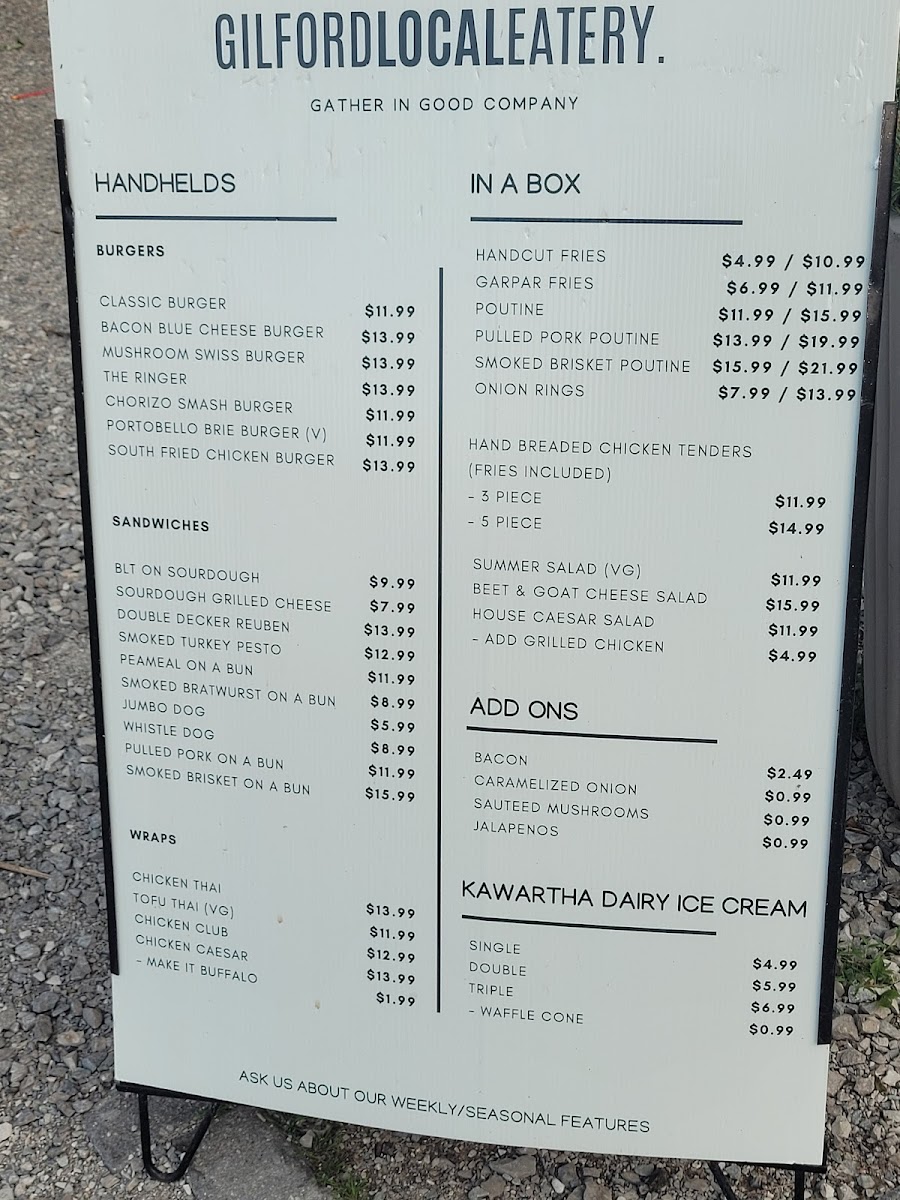 GILFORDLOCALEATERY.
GATHER IN GOOD COMPANY
HANDHELDS
BURGERS
CLASSIC BURGER $11.99
BACON BLUE CHEESE BURGER $13.99
MUSHROOM SWISS BURGER $13.99
THE RINGER $13.99
CHORIZO SMASH BURGER $11.99
PORTOBELLO BRIE BURGER (V) $11.99
SOUTH FRIED CHICKEN BURGER $13.99
SANDWICHES
BLT ON SOURDOUGH $9.99
SOURDOUGH GRILLED CHEESE $7.99
DOUBLE DECKER REUBEN $13.99
SMOKED TURKEY PESTO $12.99
PEAMEAL ON A BUN $11.99
SMOKED BRATWURST ON A BUN $8.99
JUMBO DOG $5.99
WHISTLE DOG $8.99
PULLED PORK ON A BUN $11.99
SMOKED BRISKET ON A BUN $15.99
WRAPS
CHICKEN THAI $13.99
TOFU THAI (VG) $11.99
CHICKEN CLUB $12.99
CHICKEN CAESAR $13.99
- MAKE IT BUFFALO $1.99
IN A BOX
HANDCUT FRIES $4.99 / $10.99
GARPAR FRIES $6.99 / $11.99
POUTINE $11.99 / $15.99
PULLED PORK POUTINE $13.99 / $19.99
SMOKED BRISKET POUTINE $15.99 / $21.99
ONION RINGS $7.99 / $13.99
HAND BREADED CHICKEN TENDERS
(FRIES INCLUDED)
- 3 PIECE $11.99
- 5 PIECE $14.99
SUMMER SALAD (VG) $11.99
BEET & GOAT CHEESE SALAD $15.99
HOUSE CAESAR SALAD $11.99
- ADD GRILLED CHICKEN $4.99
ADD ONS
BACON $2.49
CARAMELIZED ONION $0.99
SAUTEED MUSHROOMS $0.99
JALAPENOS $0.99
KAWARTHA DAIRY ICE CREAM
SINGLE $4.99
DOUBLE $5.99
TRIPLE $6.99
- WAFFLE CONE $0.99
ASK US ABOUT OUR WEEKLY/SEASONAL FEATURES